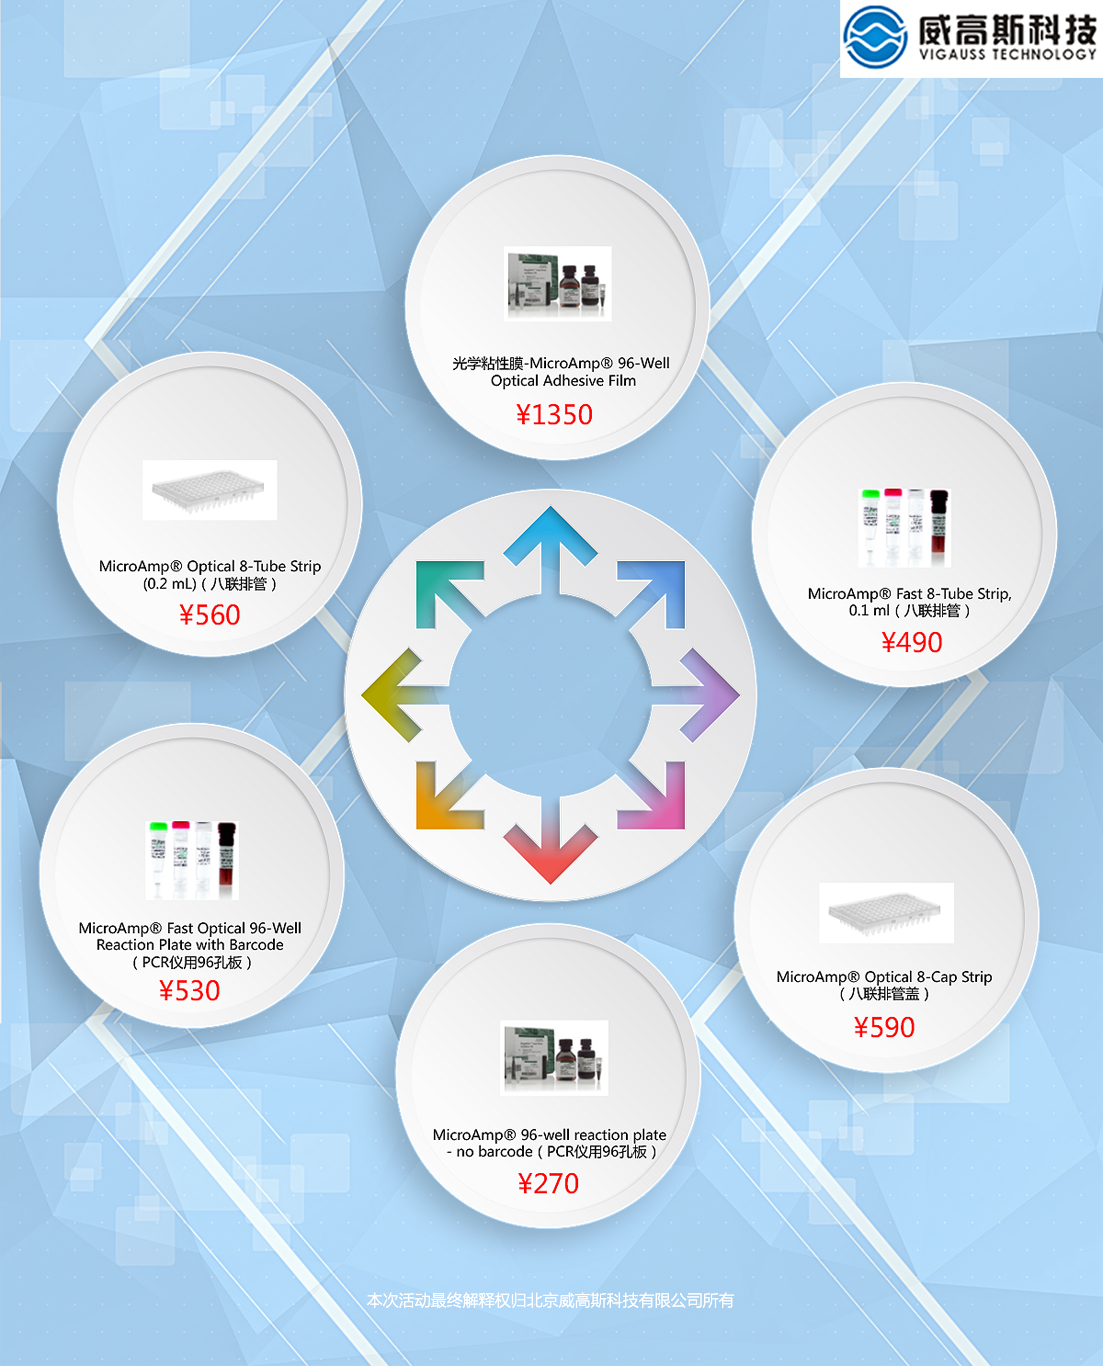 威高斯科技
VIGAUSS TECHNOLOGY
光学粘性膜-MicroAmp® 96-Well
Optical Adhesive Film
¥1350
MicroAmp® Optical 8-Tube Strip
(0.2 mL)（八联排管）
¥560
MicroAmp® Fast 8-Tube Strip,
0.1 ml（八联排管）
¥490
MicroAmp® Fast Optical 96-Well
Reaction Plate with Barcode
（PCR仪用96孔板）
¥530
MicroAmp® Optical 8-Cap Strip
（八联排管盖）
¥590
MicroAmp® 96-well reaction plate
- no barcode（PCR仪用96孔板）
¥270
本次活动最终解释权归北京威高斯科技有限公司所有